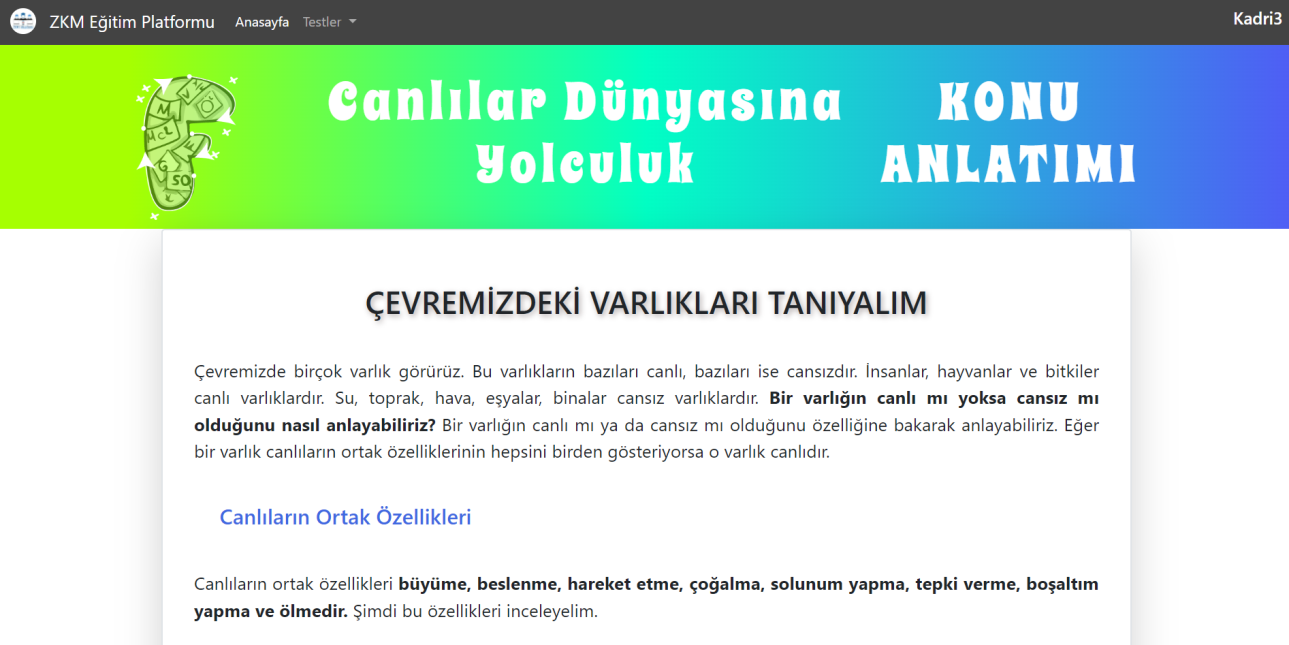 ZKM Eğitim Platformu Anasayfa Testler Kadri3
Canlılar Dünyasına
Yolculuk
KONU
ANLATIMI
ÇEVREMİZDEKİ VARLIKLARI TANIYALIM
Çevremizde birçok varlık görürüz. Bu varlıkların bazıları canlı, bazıları ise cansızdır. İnsanlar, hayvanlar ve bitkiler
canlı varlıklardır. Su, toprak, hava, eşyalar, binalar cansız varlıklardır. Bir varlığın canlı mı yoksa cansız mı
olduğunu nasıl anlayabiliriz? Bir varlığın canlı mı ya da cansız mı olduğunu özelliğine bakarak anlayabiliriz. Eğer
bir varlık canlıların ortak özelliklerinin hepsini birden gösteriyorsa o varlık canlıdır.
Canlıların Ortak Özellikleri
Canlıların ortak özellikleri büyüme, beslenme, hareket etme, çoğalma, solunum yapma, tepki verme, boşaltım
yapma ve ölmedir. Şimdi bu özellikleri inceleyelim.